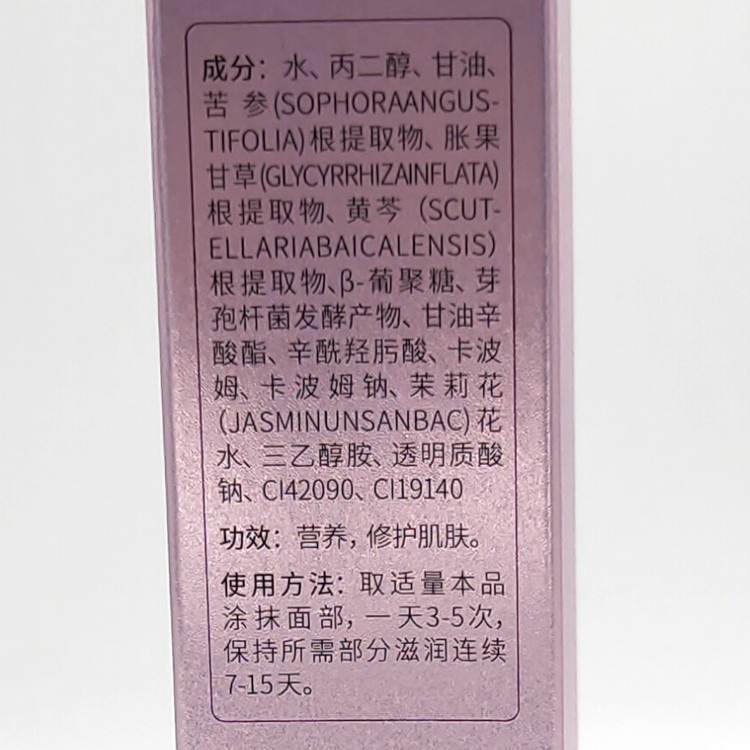 成分：水、丙二醇、甘油、
苦参(SOPHORAANGUS-
TIFOLIA)根提取物、胀果
甘草(GLYCYRRHIZAINFLATA)
根提取物、黄芩（SCUT-
ELLARIABAICALENSIS）
根提取物、β-葡聚糖、芽
孢杆菌发酵产物、甘油辛
酸酯、辛酰羟肟酸、卡波
姆、卡波姆钠、茉莉花
(JASMINUNSANBAC)花
水、三乙醇胺、透明质酸
钠、CI42090、CI19140
功效：营养，修护肌肤。
使用方法：取适量本品
涂抹面部，一天3-5次，
保持所需部分滋润连续
7-15天。